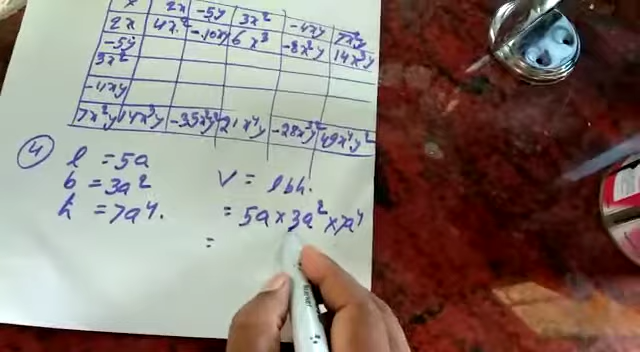 x 2x -5y 3x² -4xy 7x²y
2x 4x² -10xy 6x³ -8x²y 14x³y
-5y
3x²
-4xy
7x²y 14x³y -35x²y² 21x⁴y -28x³y² 49x⁴y²
4 l = 5a
b = 3a² V = lbh.
h = 7a⁴. = 5a x 3a² x 7a⁴
=